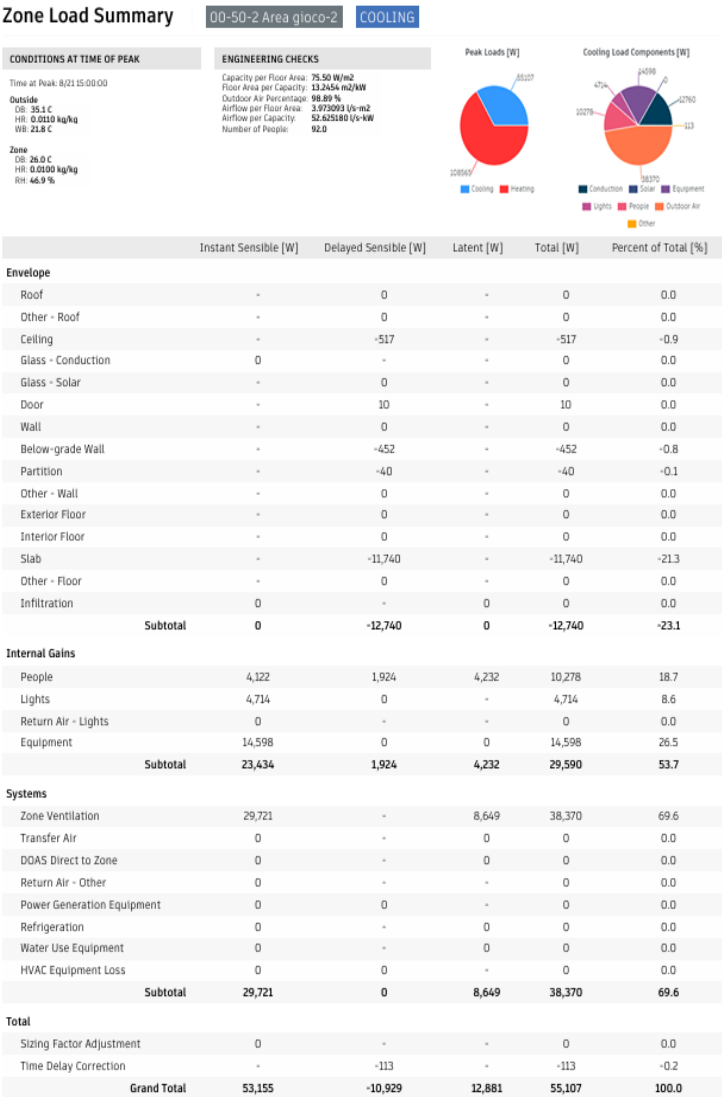 Zone Load Summary 00-50-2 Area gioco-2 COOLING
CONDITIONS AT TIME OF PEAK
Time at Peak: 8/21 15:00:00
Outside
DB: 35.1 C
HR: 0.0110 kg/kg
WB: 21.8 C
Zone
DB: 26.0 C
HR: 0.0100 kg/kg
RH: 46.9 %
ENGINEERING CHECKS
Capacity per Floor Area: 75.50 W/m2
Floor Area per Capacity: 13.2454 m2/kW
Outdoor Air Percentage: 98.89 %
Airflow per Floor Area: 3.973093 l/s-m2
Airflow per Capacity: 52.625180 l/s-kW
Number of People: 92.0
Peak Loads [W]
55107
108565
Cooling Heating
Cooling Load Components [W]
14598
0
4714
12760
10278
113
38370
Conduction Solar Equipment
Lights People Outdoor Air
Other
Instant Sensible [W] Delayed Sensible [W] Latent [W] Total [W] Percent of Total [%]
Envelope
Roof - 0 - 0 0.0
Other - Roof - 0 - 0 0.0
Ceiling - -517 - -517 -0.9
Glass - Conduction 0 - - 0 0.0
Glass - Solar - 0 - 0 0.0
Door - 10 - 10 0.0
Wall - 0 - 0 0.0
Below-grade Wall - -452 - -452 -0.8
Partition - -40 - -40 -0.1
Other - Wall - 0 - 0 0.0
Exterior Floor - 0 - 0 0.0
Interior Floor - 0 - 0 0.0
Slab - -11,740 - -11,740 -21.3
Other - Floor - 0 - 0 0.0
Infiltration 0 - 0 0 0.0
Subtotal 0 -12,740 0 -12,740 -23.1
Internal Gains
People 4,122 1,924 4,232 10,278 18.7
Lights 4,714 0 - 4,714 8.6
Return Air - Lights 0 - - 0 0.0
Equipment 14,598 0 0 14,598 26.5
Subtotal 23,434 1,924 4,232 29,590 53.7
Systems
Zone Ventilation 29,721 - 8,649 38,370 69.6
Transfer Air 0 - 0 0 0.0
DOAS Direct to Zone 0 - 0 0 0.0
Return Air - Other 0 - - 0 0.0
Power Generation Equipment 0 0 - 0 0.0
Refrigeration 0 - 0 0 0.0
Water Use Equipment 0 - 0 0 0.0
HVAC Equipment Loss 0 0 - 0 0.0
Subtotal 29,721 0 8,649 38,370 69.6
Total
Sizing Factor Adjustment 0 - - 0 0.0
Time Delay Correction - -113 - -113 -0.2
Grand Total 53,155 -10,929 12,881 55,107 100.0